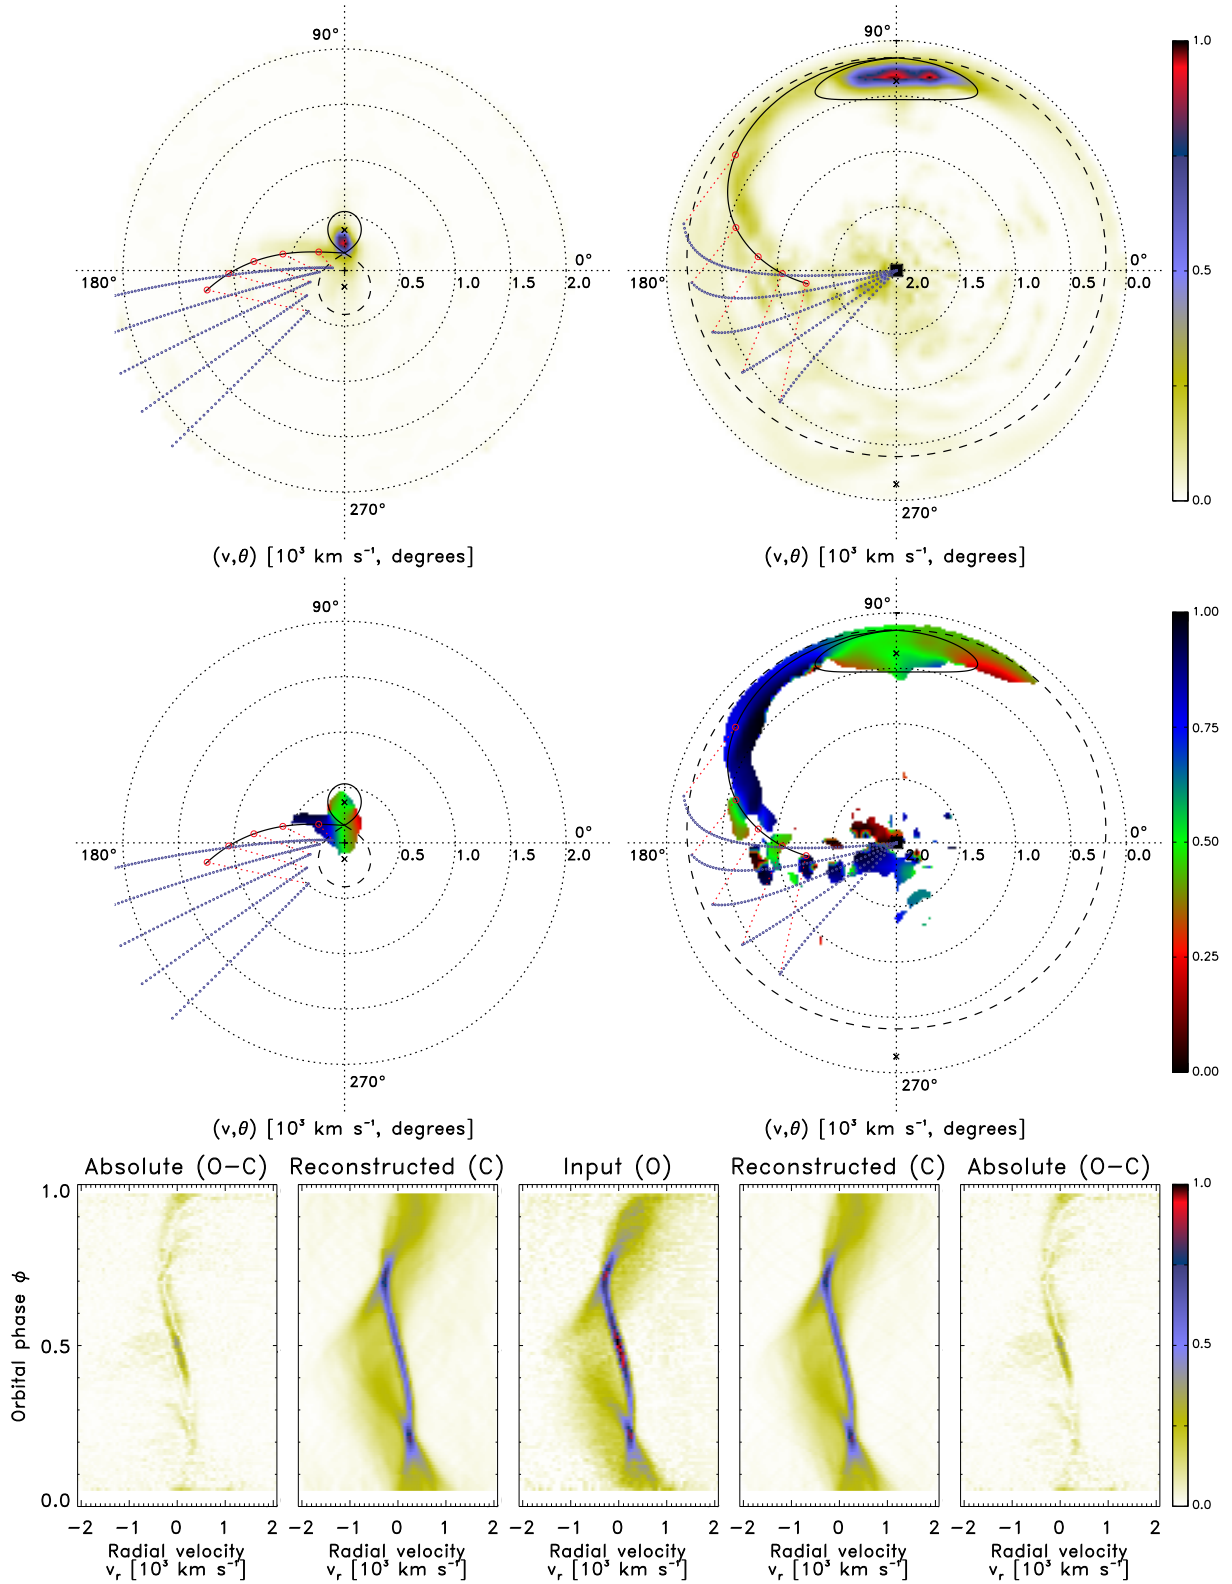 90° 90° 1.0
180° 0° 0.5 1.0 1.5 2.0 180° 0° 2.0 1.5 1.0 0.5 0.0 0.5
270° 270° 0.0
(v,θ) [10³ km s⁻¹, degrees] (v,θ) [10³ km s⁻¹, degrees]
90° 90° 1.00
0.75
180° 0° 0.5 1.0 1.5 2.0 180° 0° 2.0 1.5 1.0 0.5 0.0 0.50
0.25
270° 270° 0.00
(v,θ) [10³ km s⁻¹, degrees] (v,θ) [10³ km s⁻¹, degrees]
Absolute (O−C) Reconstructed (C) Input (O) Reconstructed (C) Absolute (O−C)
1.0 1.0
Orbital phase ϕ
0.5 0.5
0.0 0.0
−2 −1 0 1 2 −2 −1 0 1 2 −2 −1 0 1 2 −2 −1 0 1 2 −2 −1 0 1 2
Radial velocity Radial velocity Radial velocity Radial velocity Radial velocity
vᵣ [10³ km s⁻¹] vᵣ [10³ km s⁻¹] vᵣ [10³ km s⁻¹] vᵣ [10³ km s⁻¹] vᵣ [10³ km s⁻¹]